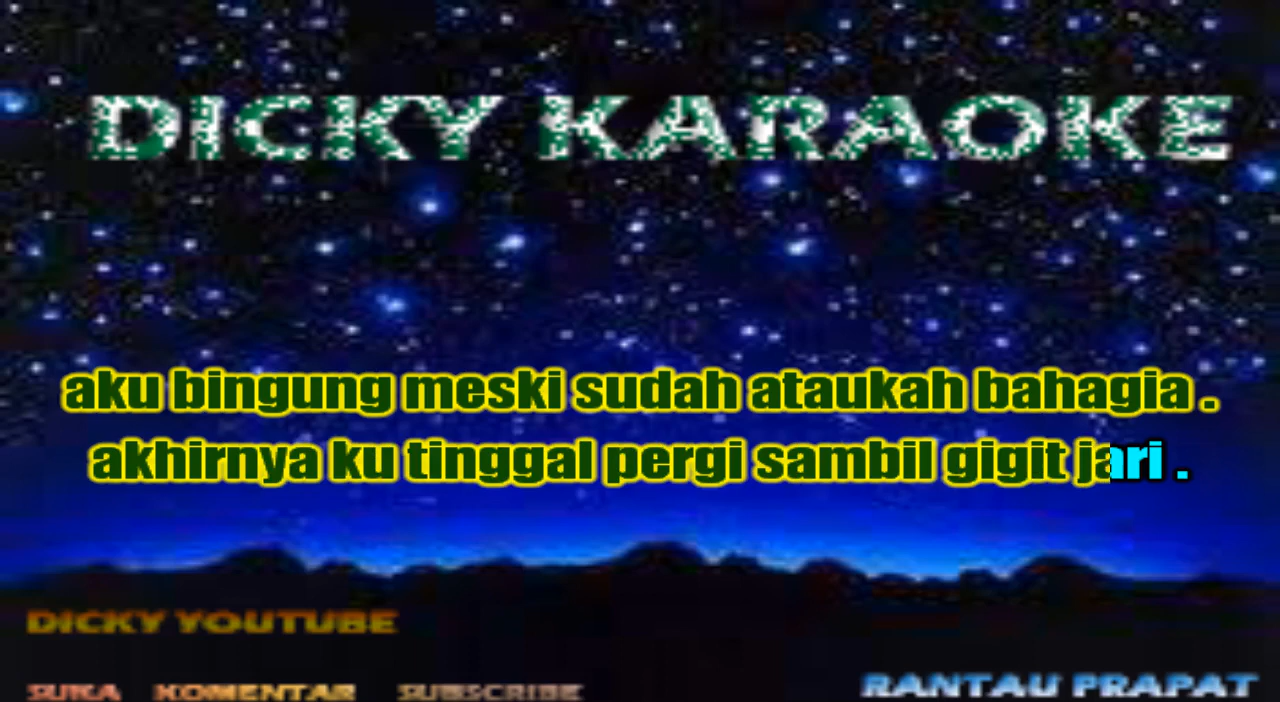 DICKY KARAOKE
aku bingung meski sudah ataukah bahagia .
akhirnya ku tinggal pergi sambil gigit jari .
DICKY YOUTUBE
SUKA KOMENTAR SUBSCRIBE
RANTAU PRAPAT